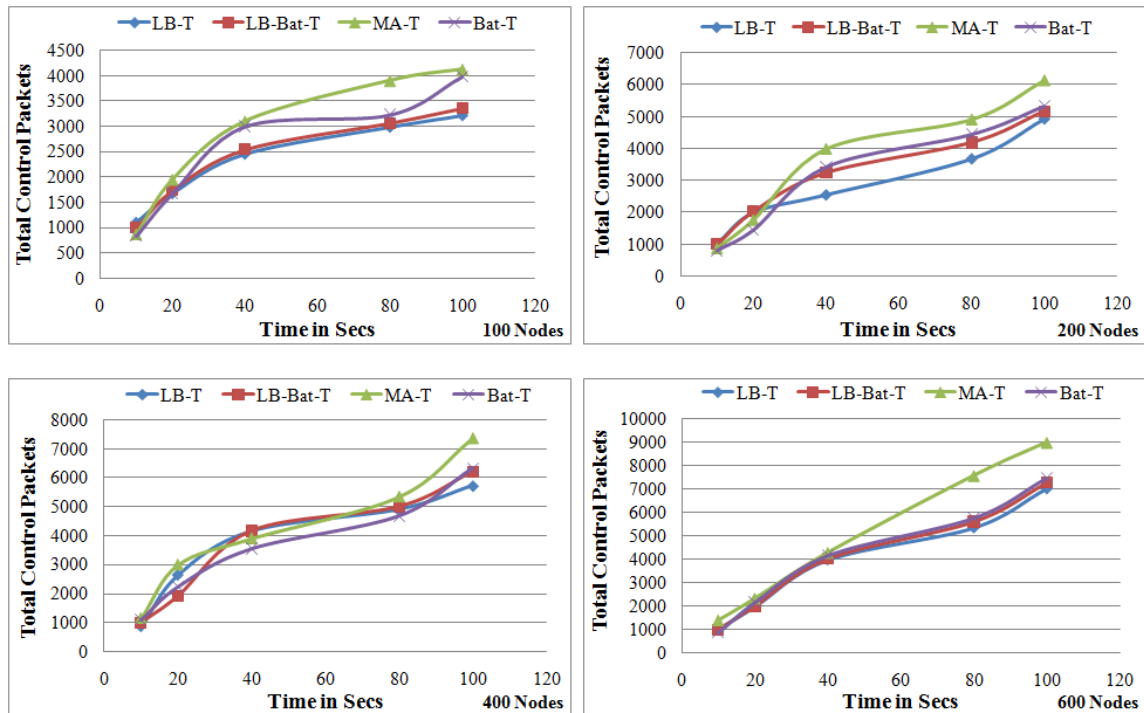 LB-T LB-Bat-T MA-T Bat-T
4500
4000
3500
3000
2500
2000
1500
1000
500
0
Total Control Packets
0 20 40 60 80 100 120
Time in Secs
100 Nodes
LB-T LB-Bat-T MA-T Bat-T
7000
6000
5000
4000
3000
2000
1000
0
Total Control Packets
0 20 40 60 80 100 120
Time in Secs
200 Nodes
LB-T LB-Bat-T MA-T Bat-T
8000
7000
6000
5000
4000
3000
2000
1000
0
Total Control Packets
0 20 40 60 80 100 120
Time in Secs
400 Nodes
LB-T LB-Bat-T MA-T Bat-T
10000
9000
8000
7000
6000
5000
4000
3000
2000
1000
0
Total Control Packets
0 20 40 60 80 100 120
Time in Secs
600 Nodes